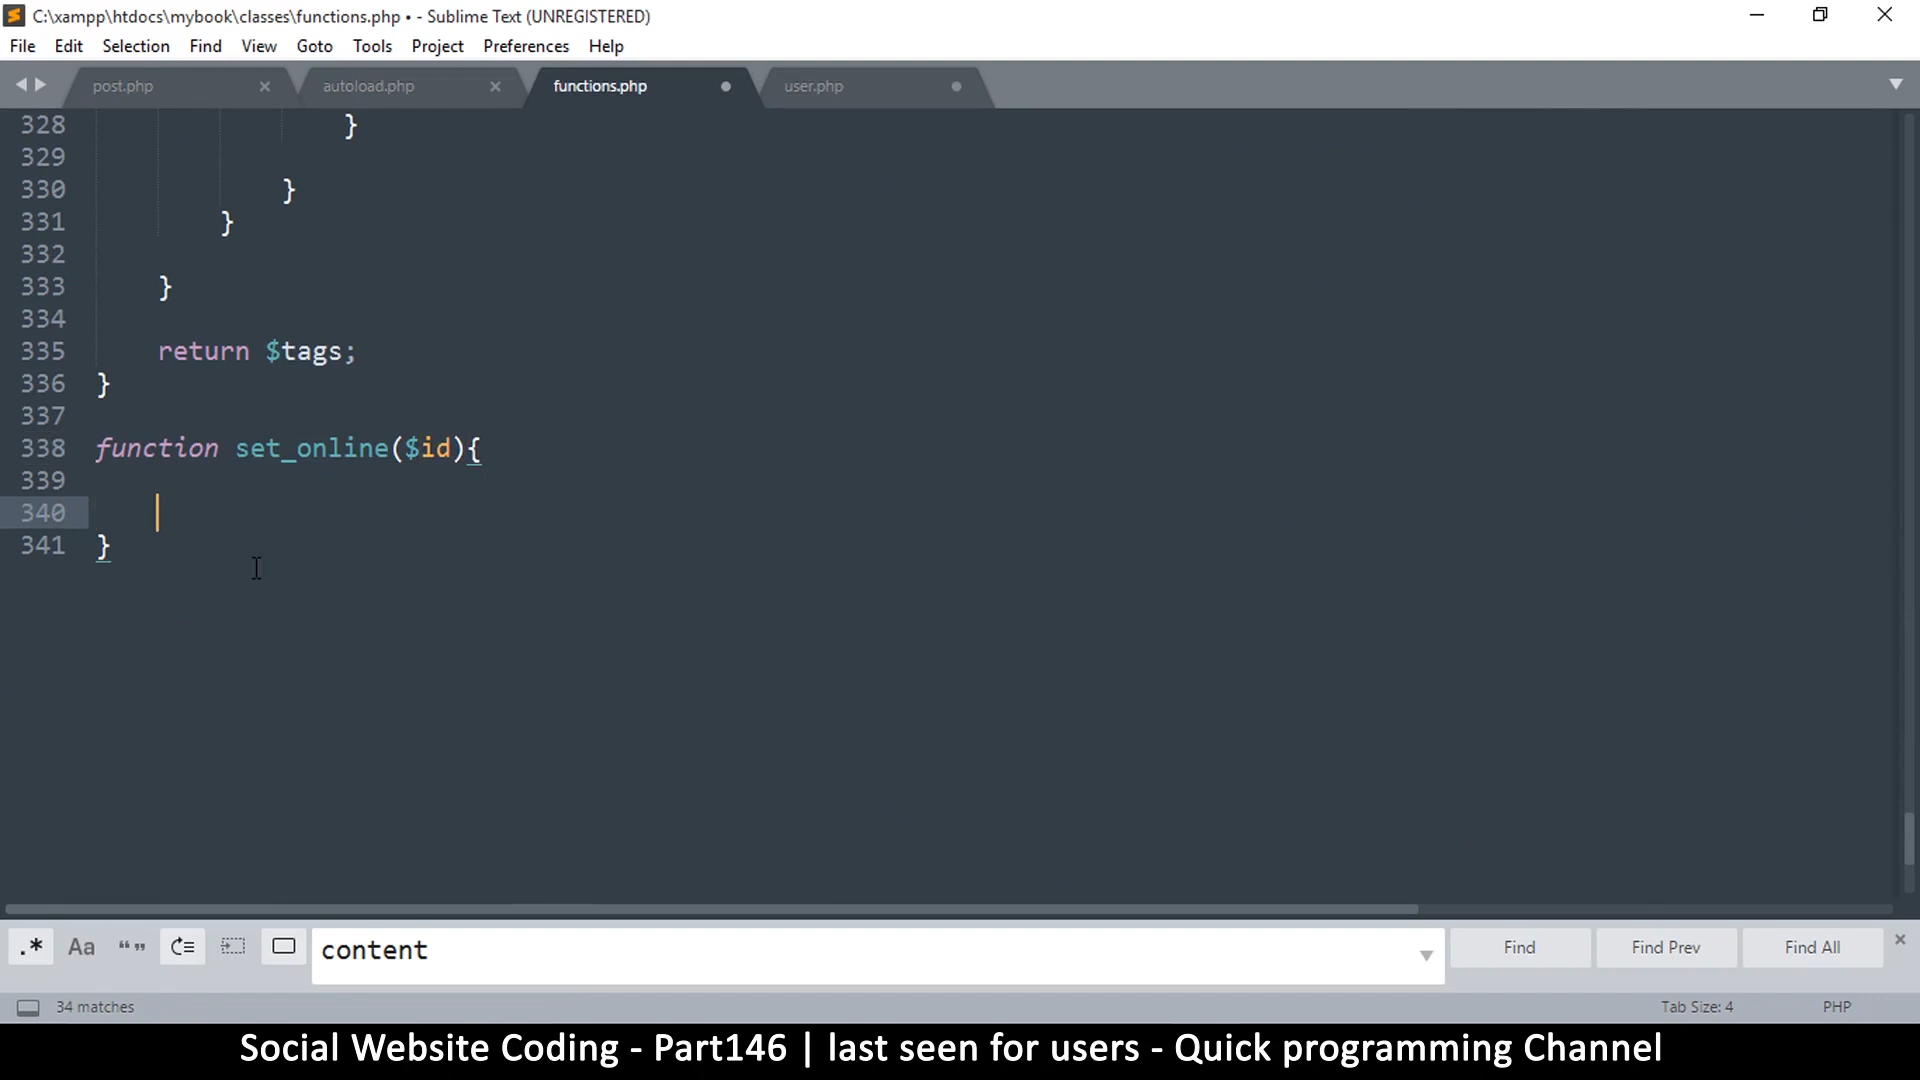 C:\xampp\htdocs\mybook\classes\functions.php • - Sublime Text (UNREGISTERED)
File Edit Selection Find View Goto Tools Project Preferences Help
post.php autoload.php functions.php user.php
328 }
329
330 }
331 }
332
333 }
334
335 return $tags;
336 }
337
338 function set_online($id){
339
340
341 }
.* Aa “” content Find Find Prev Find All
34 matches Tab Size: 4 PHP
Social Website Coding - Part146 | last seen for users - Quick programming Channel